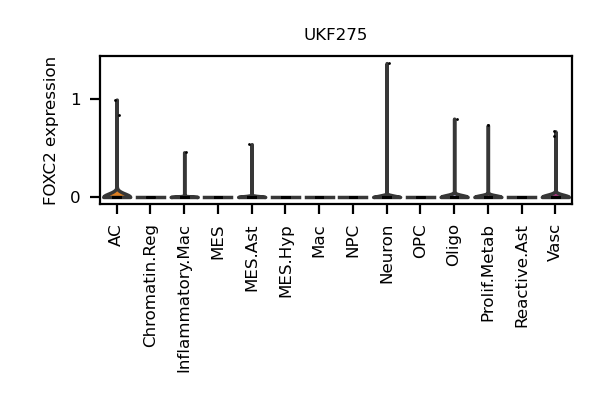 UKF275
FOXC2 expression
1
0
AC
Chromatin.Reg
Inflammatory.Mac
MES
MES.Ast
MES.Hyp
Mac
NPC
Neuron
OPC
Oligo
Prolif.Metab
Reactive.Ast
Vasc